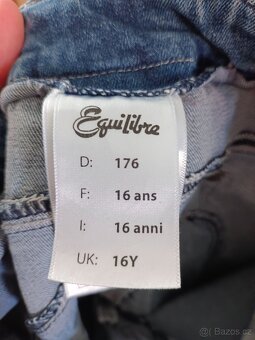 Equilibre
D: 176
F: 16 ans
I: 16 anni
UK: 16Y
Bazos.cz